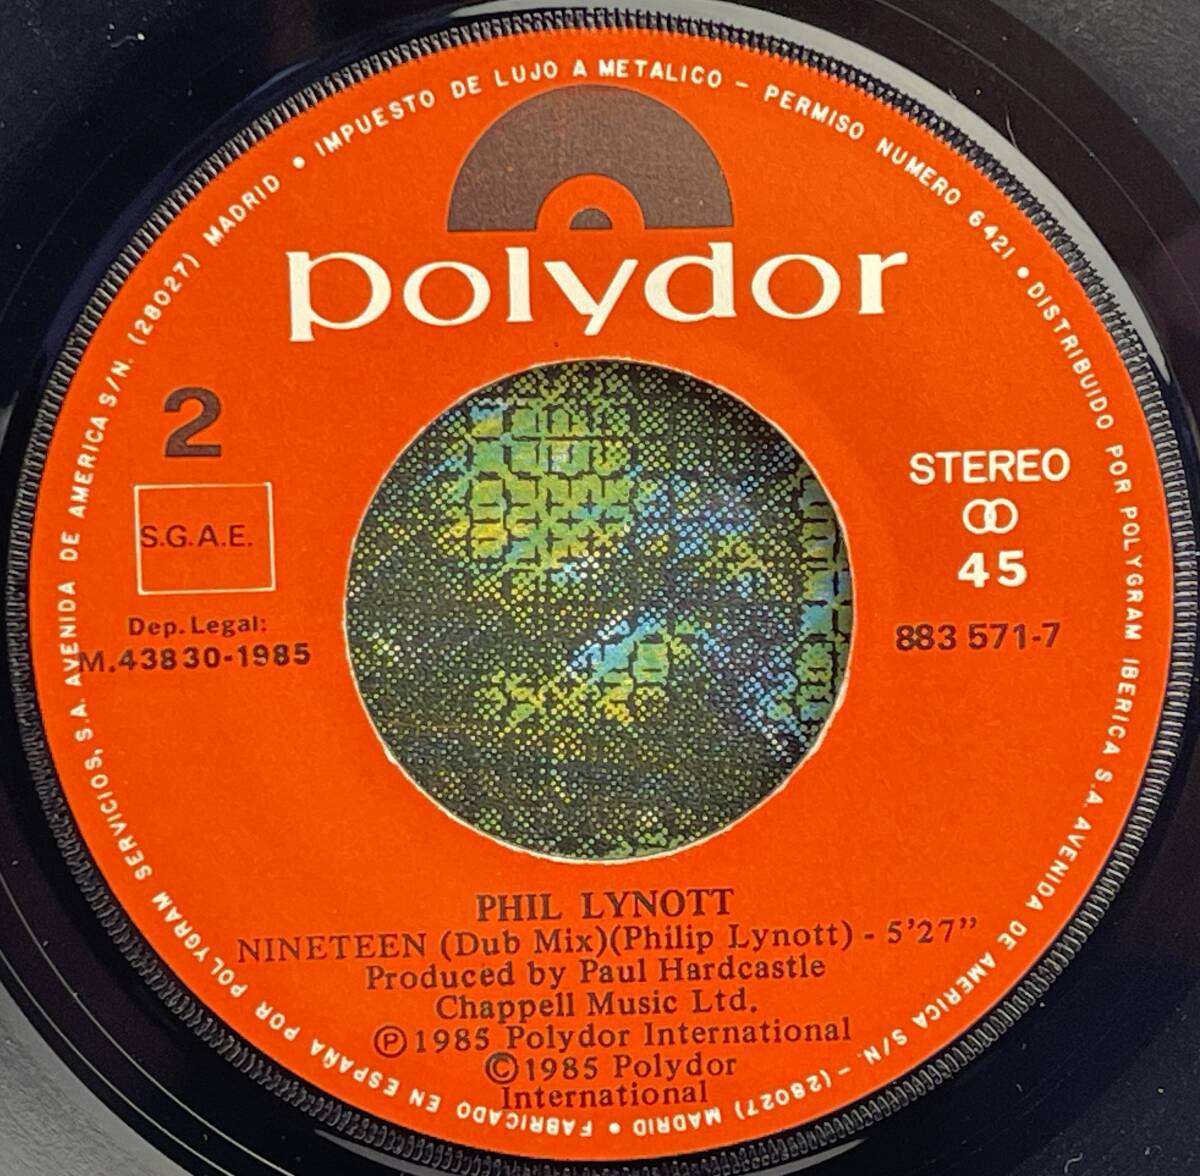 IMPUESTO DE LUJO A METALICO - PERMISO NUMERO 6421 • DISTRIBUIDO POR POLYGRAM IBERICA S.A. AVENIDA DE AMERICA S/N. - (28027) MADRID • FABRICADO EN ESPAÑA POR POLYGRAM SERVICIOS, S.A. AVENIDA DE AMERICA S/N. (28027) MADRID •
polydor
2
S.G.A.E.
Dep. Legal:
M.43830-1985
STEREO
45
883 571-7
PHIL LYNOTT
NINETEEN (Dub Mix)(Philip Lynott) - 5'27"
Produced by Paul Hardcastle
Chappell Music Ltd.
Ⓟ1985 Polydor International
©1985 Polydor
International